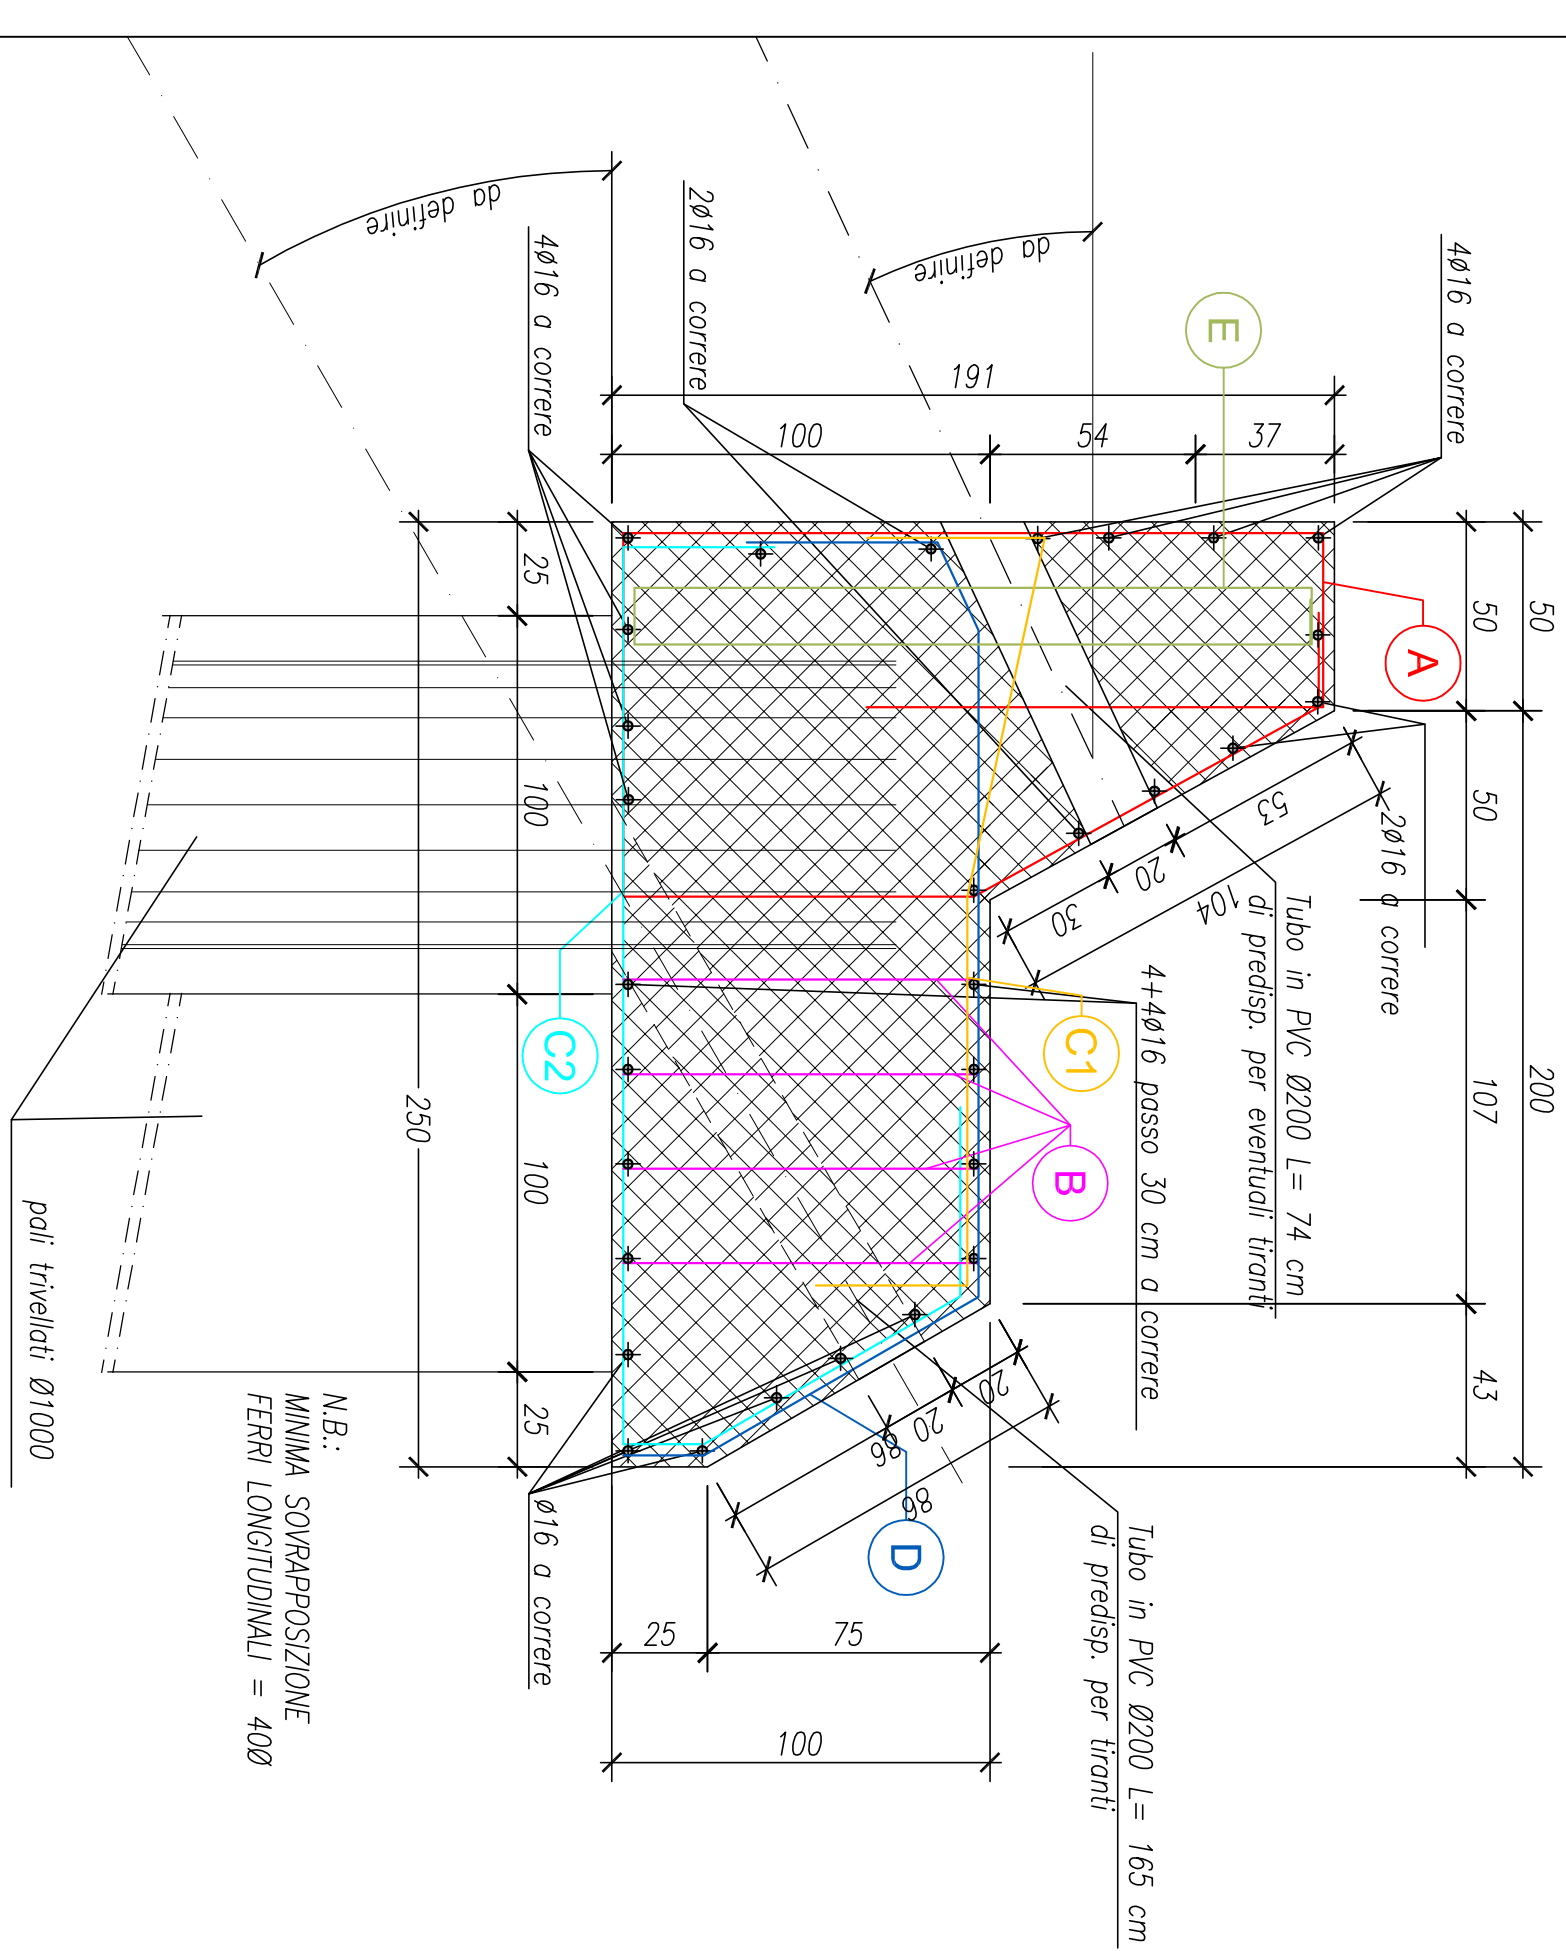 50
200
50
50
107
43
4ø16 a correre
A
2ø16 a correre
53
20
30
104
E
191
100
54
37
Tubo in PVC Ø200 L= 74 cm
di predisp. per eventuali tiranti
4+4ø16 passo 30 cm a correre
C1
B
Tubo in PVC Ø200 L= 165 cm
di predisp. per tiranti
20
20
86
86
98
D
da definire
2ø16 a correre
75
25
100
da definire
4ø16 a correre
25
100
100
25
C2
ø16 a correre
250
N.B.:
MINIMA SOVRAPPOSIZIONE
FERRI LONGITUDINALI = 40Ø
pali trivellati Ø1000